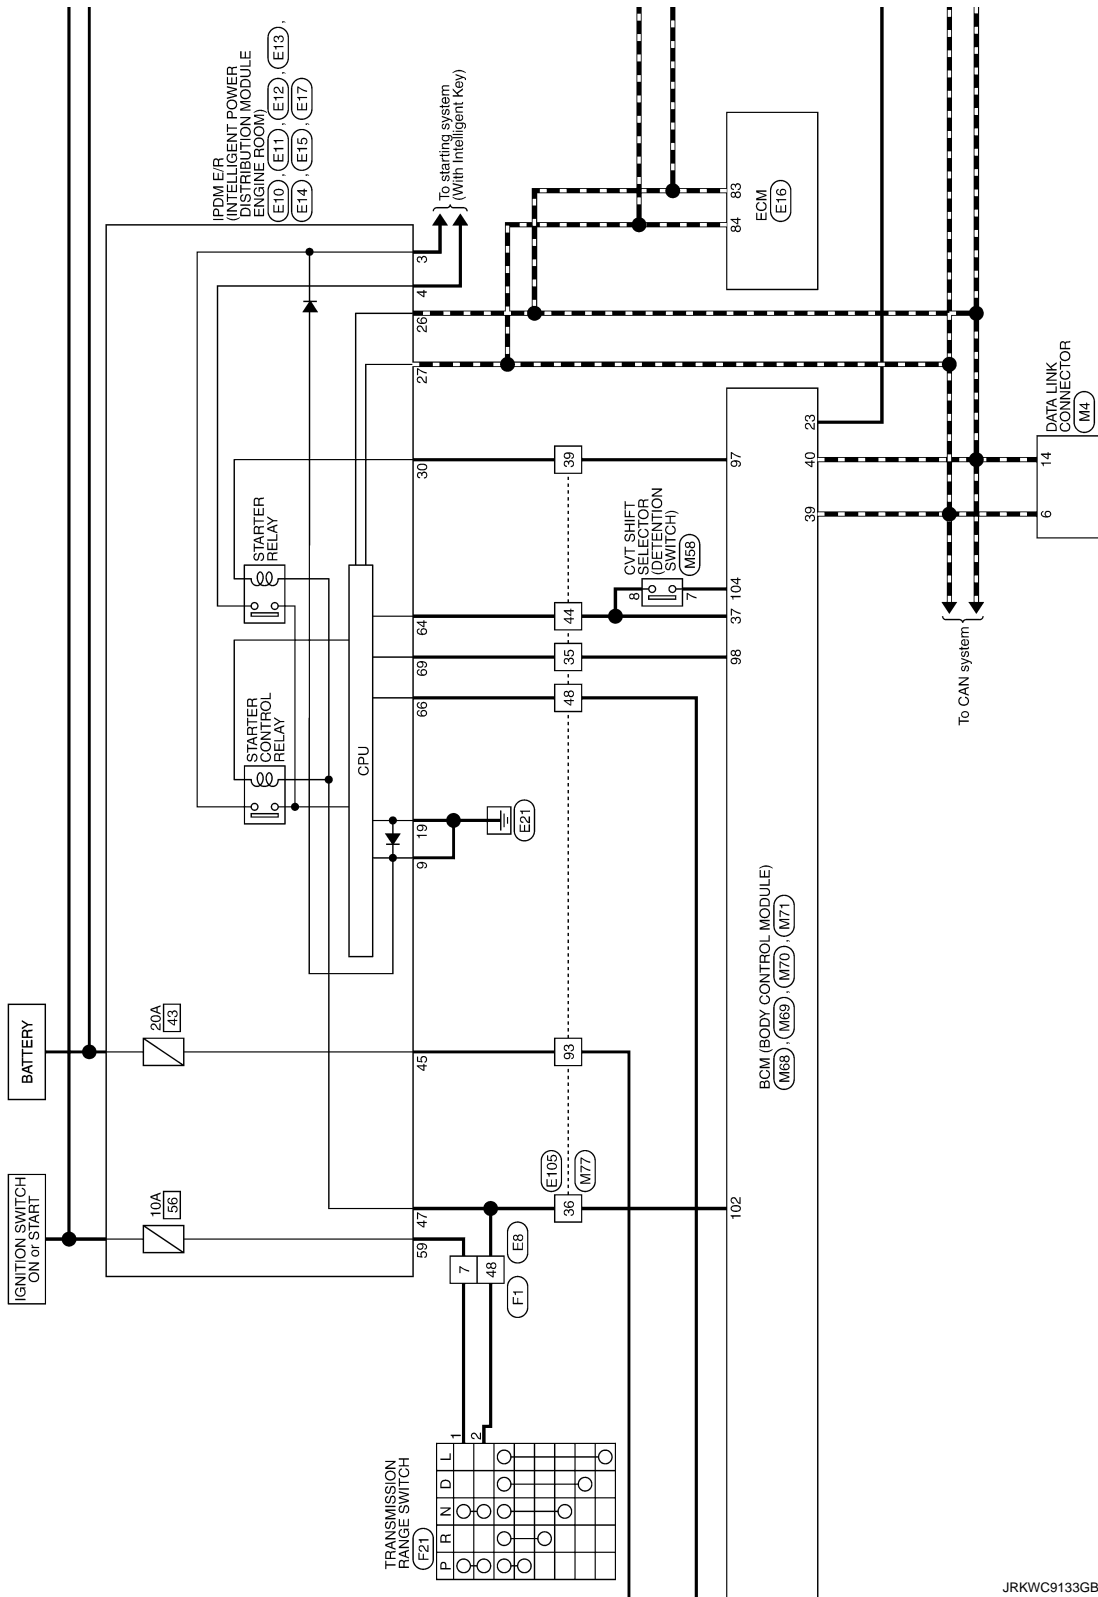 BATTERY
IGNITION SWITCH
ON or START
20A
43
10A
56
IPDM E/R
(INTELLIGENT POWER
DISTRIBUTION MODULE
ENGINE ROOM)
E10 , E11 , E12 , E13 ,
E14 , E15 , E17
STARTER
RELAY
STARTER
CONTROL
RELAY
CPU
To starting system
(With Intelligent Key)
3
4
26
27
30
64
69
66
19
9
45
47
59
E21
39
44
35
48
93
36
E105
M77
7
48
E8
F1
TRANSMISSION
RANGE SWITCH
F21
P R N D L
1
2
CVT SHIFT
SELECTOR
(DETENTION
SWITCH)
M58
8
7
ECM
E16
83
84
97
104
37
98
102
23
40
39
BCM (BODY CONTROL MODULE)
M68 , M69 , M70 , M71
DATA LINK
CONNECTOR
M4
14
6
To CAN system
JRKWC9133GB